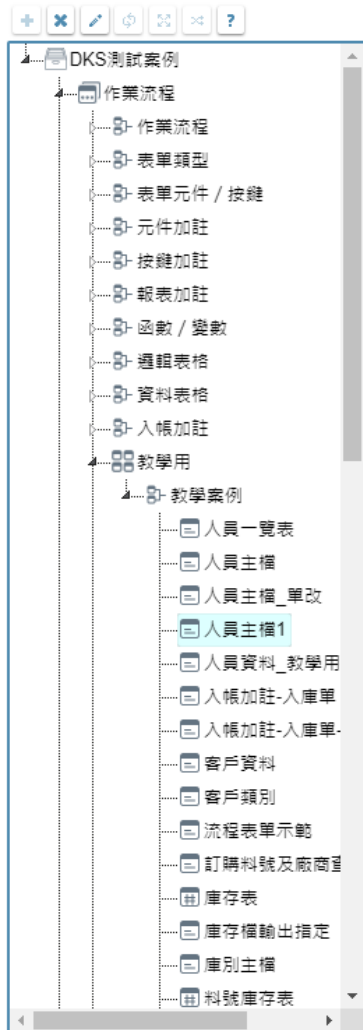 ?
DKS測試案例
作業流程
作業流程
表單類型
表單元件 / 按鍵
元件加註
按鍵加註
報表加註
函數 / 變數
邏輯表格
資料表格
入帳加註
教學用
教學案例
人員一覽表
人員主檔
人員主檔_單改
人員主檔1
人員資料_教學用
入帳加註-入庫單
入帳加註-入庫單-
客戶資料
客戶類別
流程表單示範
訂購料號及廠商查
庫存表
庫存檔輸出指定
庫別主檔
料號庫存表